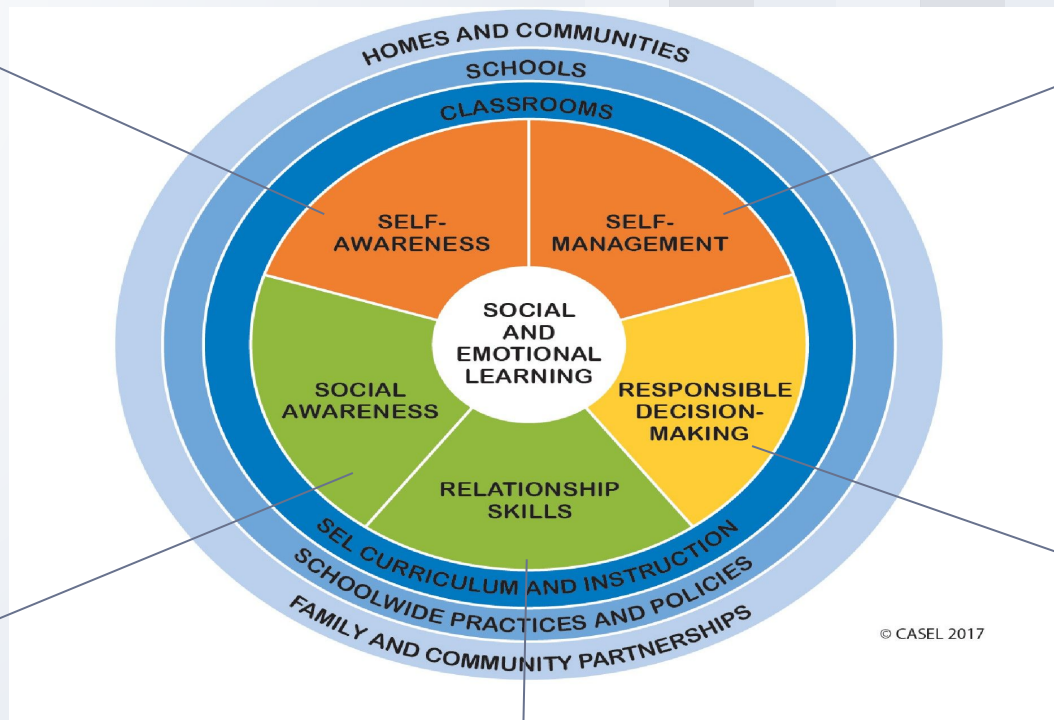 HOMES AND COMMUNITIES
SCHOOLS
CLASSROOMS
SELF-
AWARENESS
SELF-
MANAGEMENT
SOCIAL
AND
EMOTIONAL
LEARNING
SOCIAL
AWARENESS
RESPONSIBLE
DECISION-
MAKING
RELATIONSHIP
SKILLS
SEL CURRICULUM AND INSTRUCTION
SCHOOLWIDE PRACTICES AND POLICIES
FAMILY AND COMMUNITY PARTNERSHIPS
© CASEL 2017